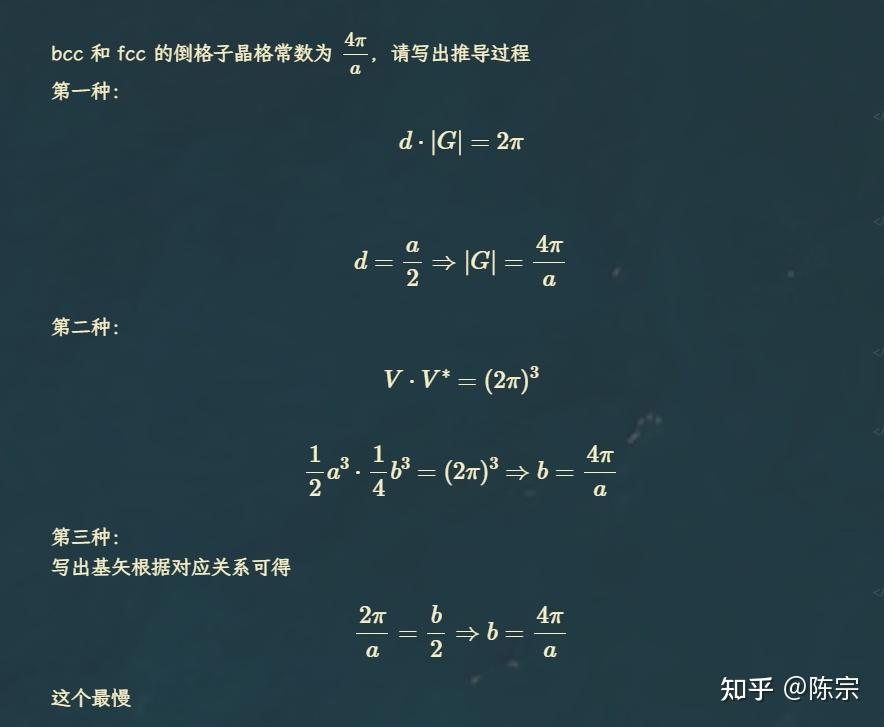 bcc 和 fcc 的倒格子晶格常数为 $\frac{4\pi}{a}$，请写出推导过程
第一种：
$d \cdot |G| = 2\pi$
$d = \frac{a}{2} \Rightarrow |G| = \frac{4\pi}{a}$
第二种：
$V \cdot V^* = (2\pi)^3$
$\frac{1}{2}a^3 \cdot \frac{1}{4}b^3 = (2\pi)^3 \Rightarrow b = \frac{4\pi}{a}$
第三种：
写出基矢根据对应关系可得
$\frac{2\pi}{a} = \frac{b}{2} \Rightarrow b = \frac{4\pi}{a}$
这个最慢
知乎 @陈宗